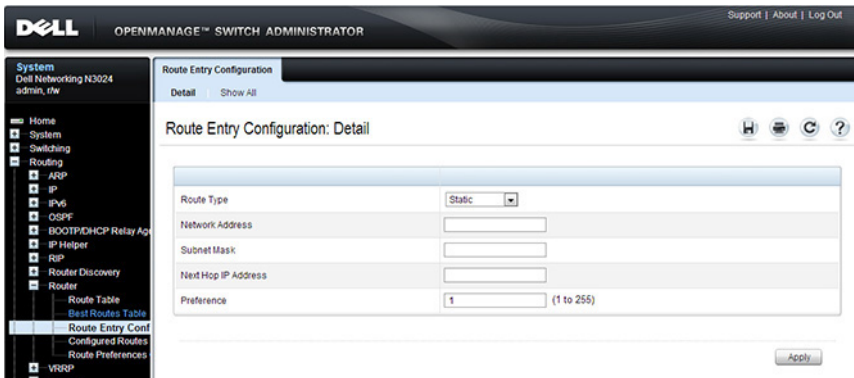 Support | About | Log Out
DELL OPENMANAGE™ SWITCH ADMINISTRATOR
System
Dell Networking N3024
admin, r/w
Home
System
Switching
Routing
ARP
IP
IPv6
OSPF
BOOTP/DHCP Relay Age
IP Helper
RIP
Router Discovery
Router
Route Table
Best Routes Table
Route Entry Conf
Configured Routes
Route Preferences
VRRP
Route Entry Configuration
Detail Show All
Route Entry Configuration: Detail
Route Type Static
Network Address
Subnet Mask
Next Hop IP Address
Preference 1 (1 to 255)
Apply